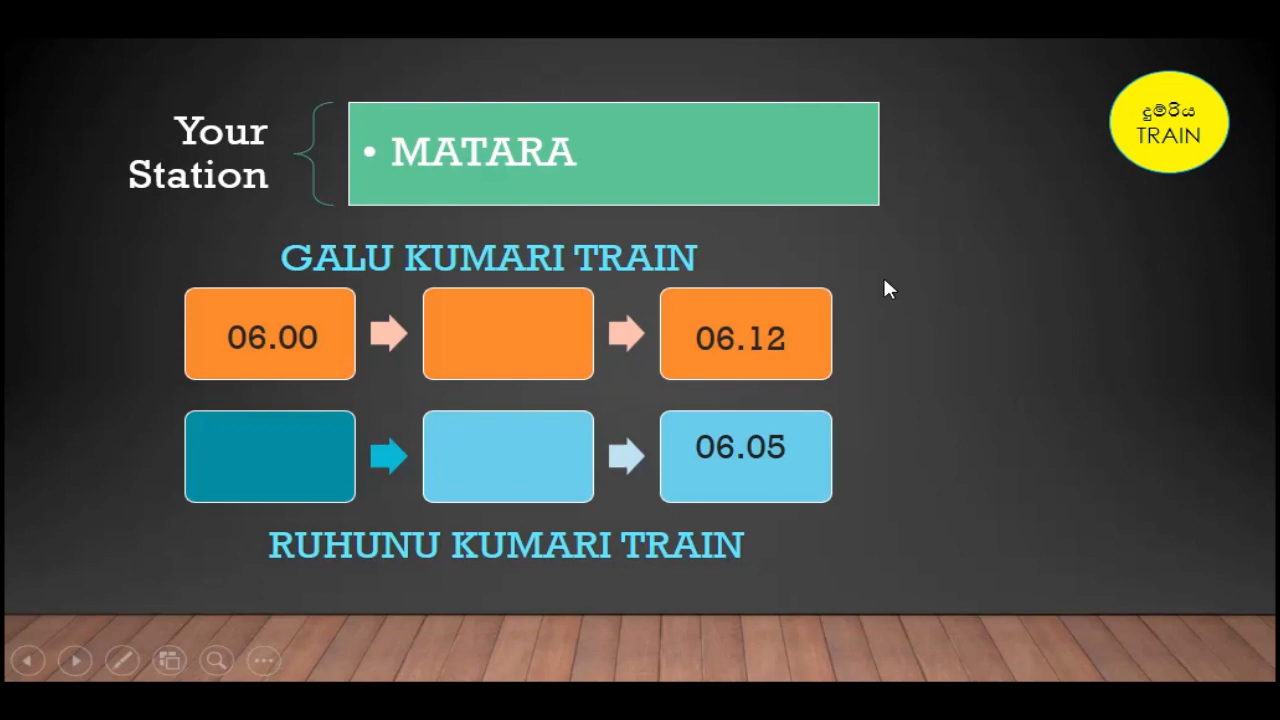 Your
Station
• MATARA
දුම්රිය
TRAIN
GALU KUMARI TRAIN
06.00
06.12
06.05
RUHUNU KUMARI TRAIN